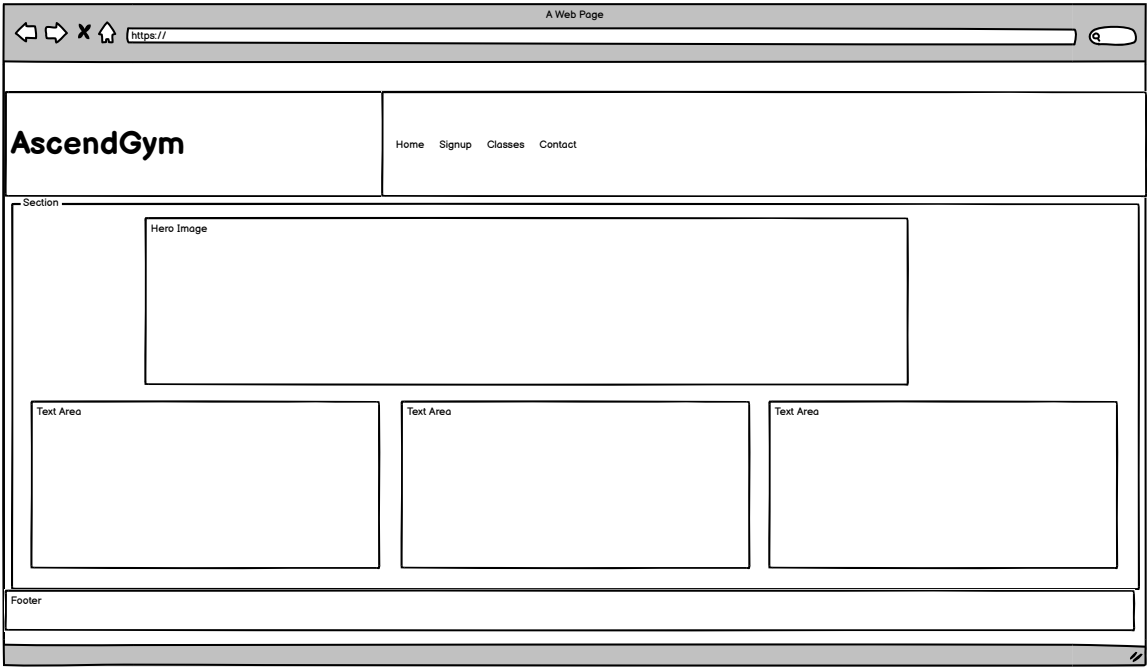 A Web Page
https://
AscendGym
Home Signup Classes Contact
Section
Hero Image
Text Area Text Area Text Area
Footer